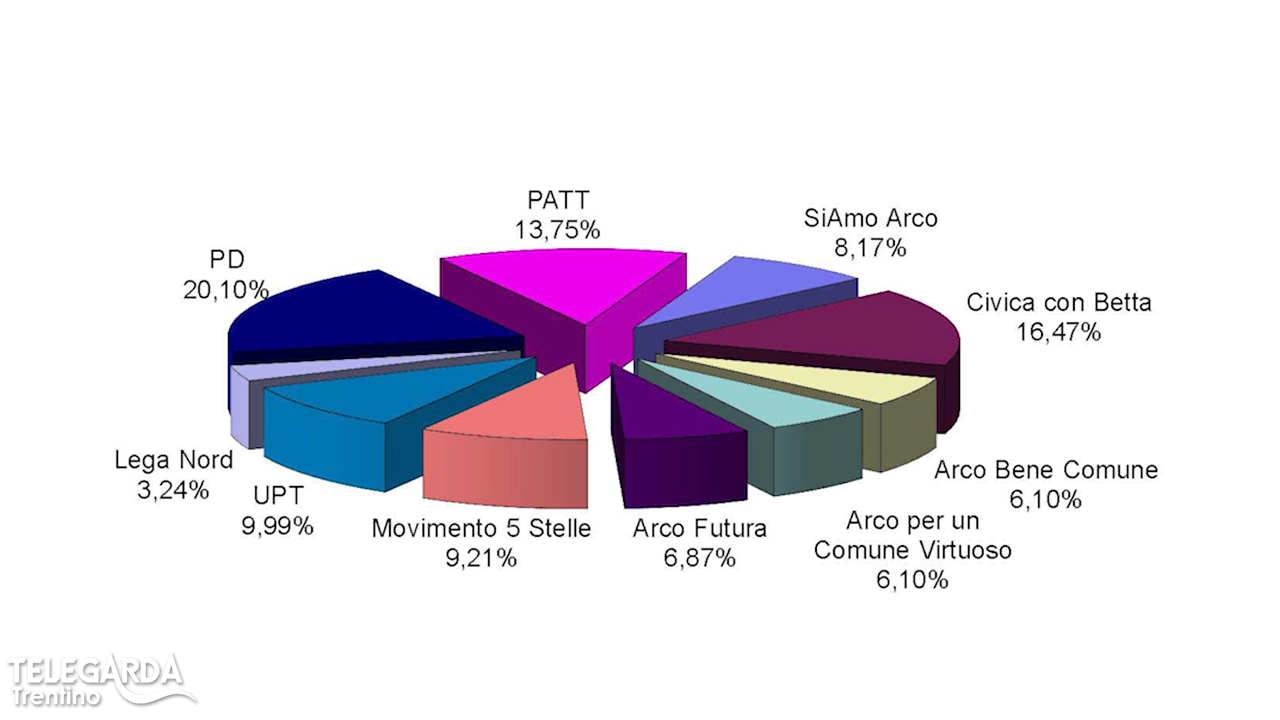 PATT
13,75%
SiAmo Arco
8,17%
PD
20,10%
Civica con Betta
16,47%
Lega Nord
3,24%
UPT
9,99%
Movimento 5 Stelle
9,21%
Arco Futura
6,87%
Arco per un
Comune Virtuoso
6,10%
Arco Bene Comune
6,10%
TELEGARDA
Trentino